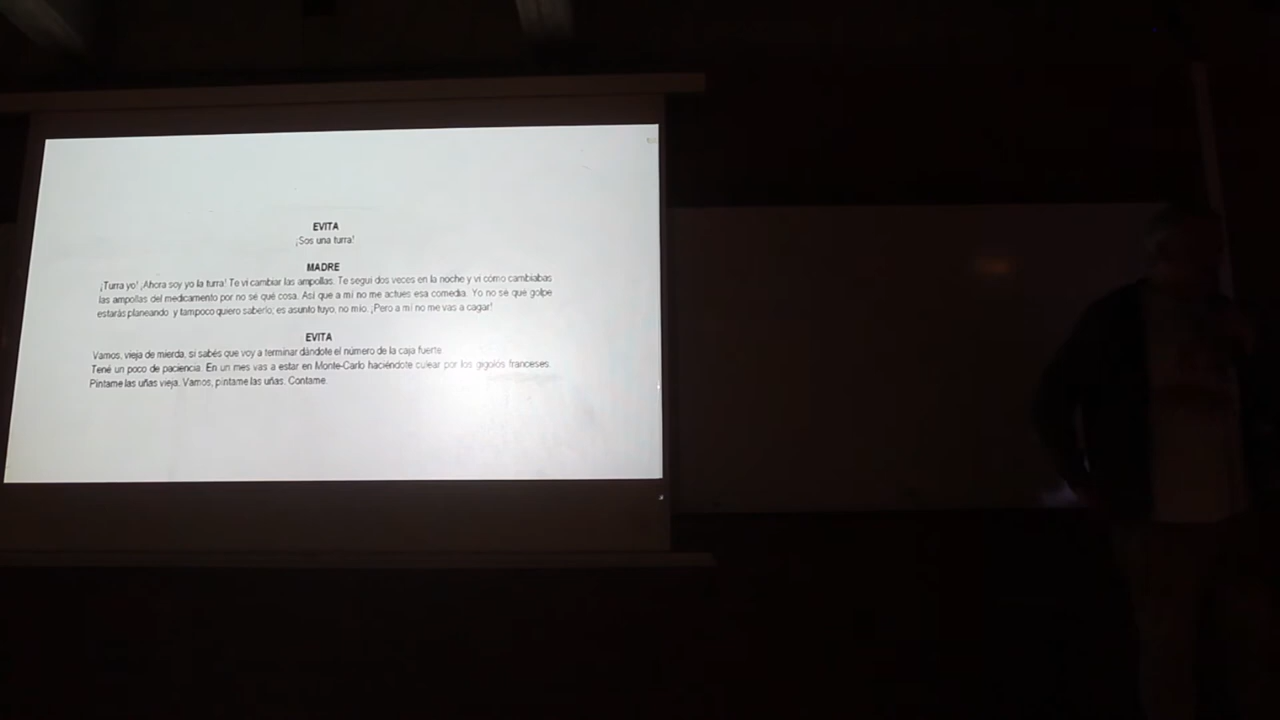 EVITA
¡Sos una turra!
MADRE
¡Turra yo! ¡Ahora soy yo la turra! Te vi cambiar las ampollas. Te seguí dos veces en la noche y vi cómo cambiabas
las ampollas del medicamento por no sé qué cosa. Así que a mí no me actues esa comedia. Yo no sé qué golpe
estarás planeando y tampoco quiero saberlo; es asunto tuyo, no mío. ¡Pero a mí no me vas a cagar!
EVITA
Vamos, vieja de mierda, si sabés que voy a terminar dándote el número de la caja fuerte.
Tené un poco de paciencia. En un mes vas a estar en Monte-Carlo haciéndote culear por los gigolós franceses.
Pintame las uñas vieja. Vamos, pintame las uñas. Contame.